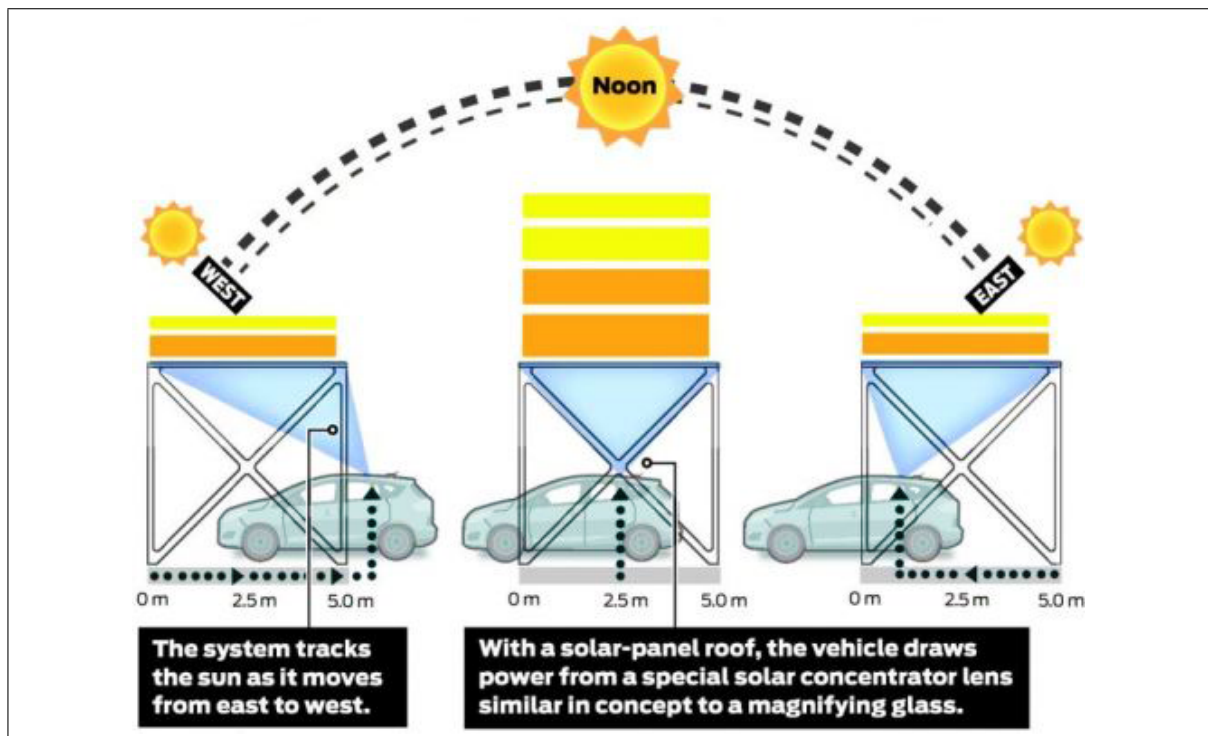 Noon
WEST
EAST
0 m 2.5 m 5.0 m
0 m 2.5 m 5.0 m
0 m 2.5 m 5.0 m
The system tracks
the sun as it moves
from east to west.
With a solar-panel roof, the vehicle draws
power from a special solar concentrator lens
similar in concept to a magnifying glass.